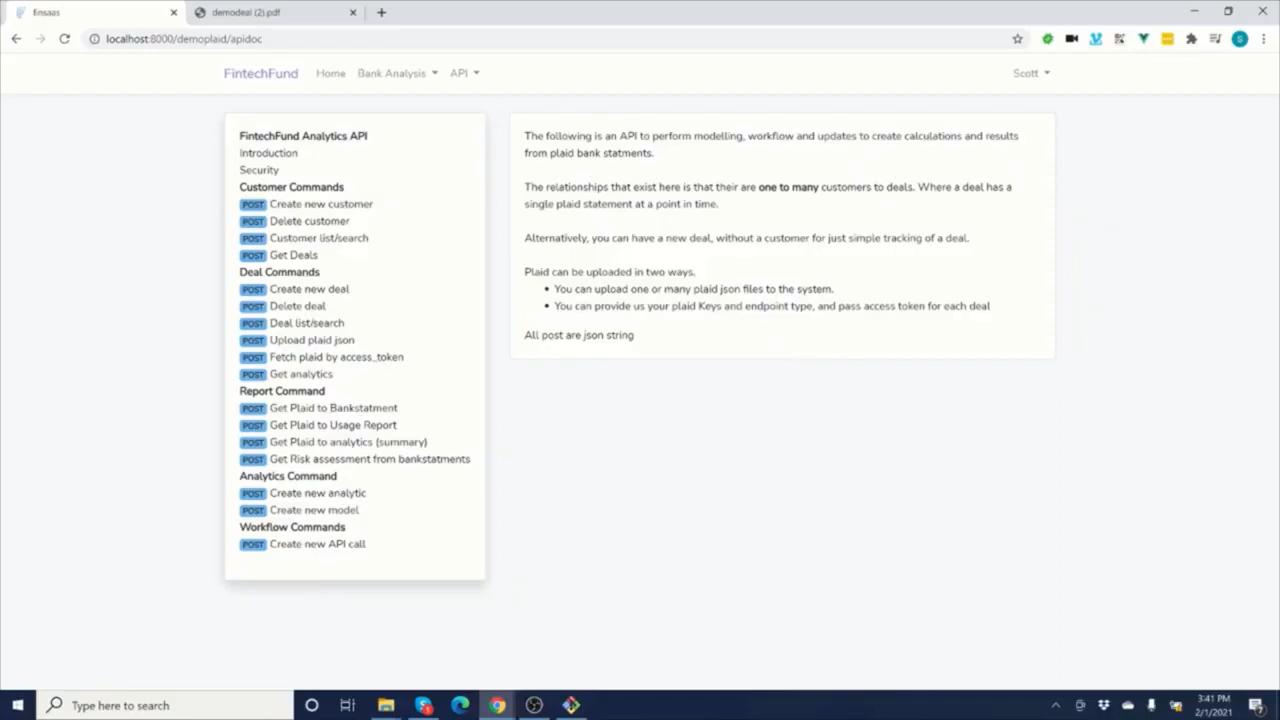 finsaas
demodeal (2).pdf
localhost:8000/demoplaid/apidoc
S
FintechFund
Home
Bank Analysis
API
Scott
FintechFund Analytics API
Introduction
Security
Customer Commands
POST Create new customer
POST Delete customer
POST Customer list/search
POST Get Deals
Deal Commands
POST Create new deal
POST Delete deal
POST Deal list/search
POST Upload plaid json
POST Fetch plaid by access_token
POST Get analytics
Report Command
POST Get Plaid to Bankstatment
POST Get Plaid to Usage Report
POST Get Plaid to analytics (summary)
POST Get Risk assessment from bankstatments
Analytics Command
POST Create new analytic
POST Create new model
Workflow Commands
POST Create new API call
The following is an API to perform modelling, workflow and updates to create calculations and results
from plaid bank statments.
The relationships that exist here is that their are one to many customers to deals. Where a deal has a
single plaid statement at a point in time.
Alternatively, you can have a new deal, without a customer for just simple tracking of a deal.
Plaid can be uploaded in two ways.
• You can upload one or many plaid json files to the system.
• You can provide us your plaid Keys and endpoint type, and pass access token for each deal
All post are json string
Type here to search
3:41 PM
2/1/2021